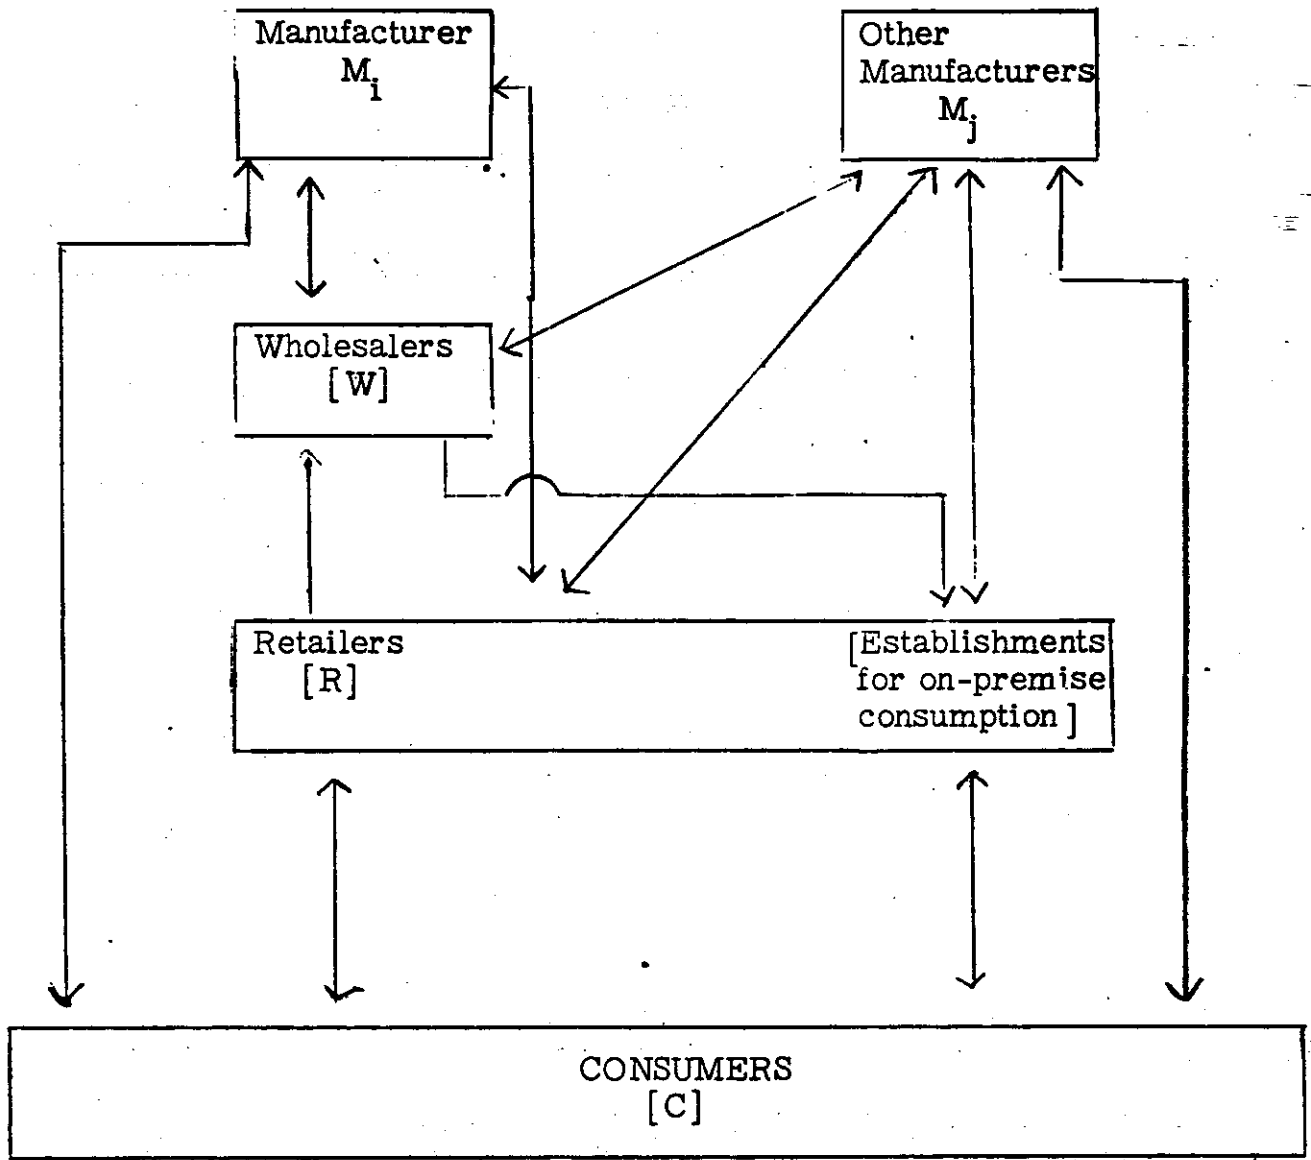 Manufacturer
M_i
Other
Manufacturers
M_j
Wholesalers
[W]
Retailers
[R]
[Establishments
for on-premise
consumption]
CONSUMERS
[C]